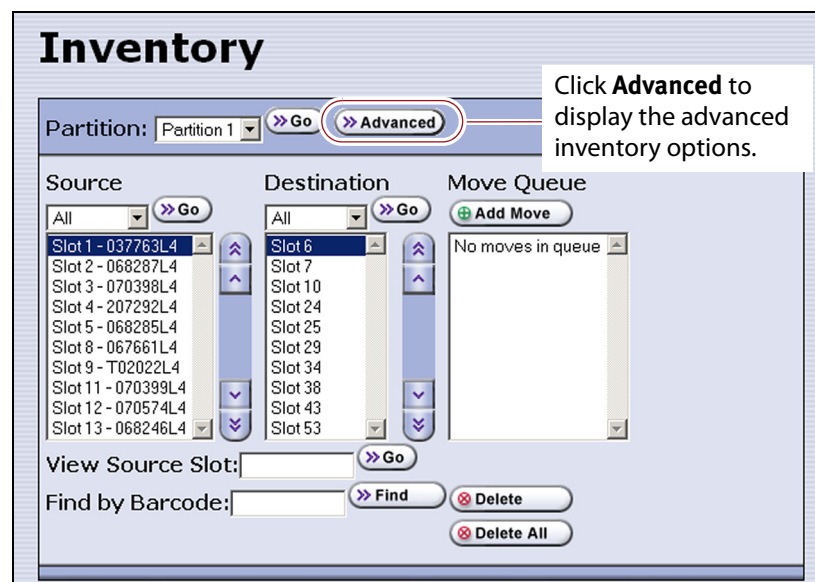 Inventory
Click Advanced to
display the advanced
inventory options.
Partition: Partition 1 Go Advanced
Source Destination Move Queue
All Go All Go Add Move
Slot 1 - 037763L4 Slot 6 No moves in queue
Slot 2 - 068287L4 Slot 7
Slot 3 - 070398L4 Slot 10
Slot 4 - 207292L4 Slot 24
Slot 5 - 068285L4 Slot 25
Slot 8 - 067661L4 Slot 29
Slot 9 - T02022L4 Slot 34
Slot 11 - 070399L4 Slot 38
Slot 12 - 070574L4 Slot 43
Slot 13 - 068246L4 Slot 53
View Source Slot: Go
Find by Barcode: Find Delete
Delete All